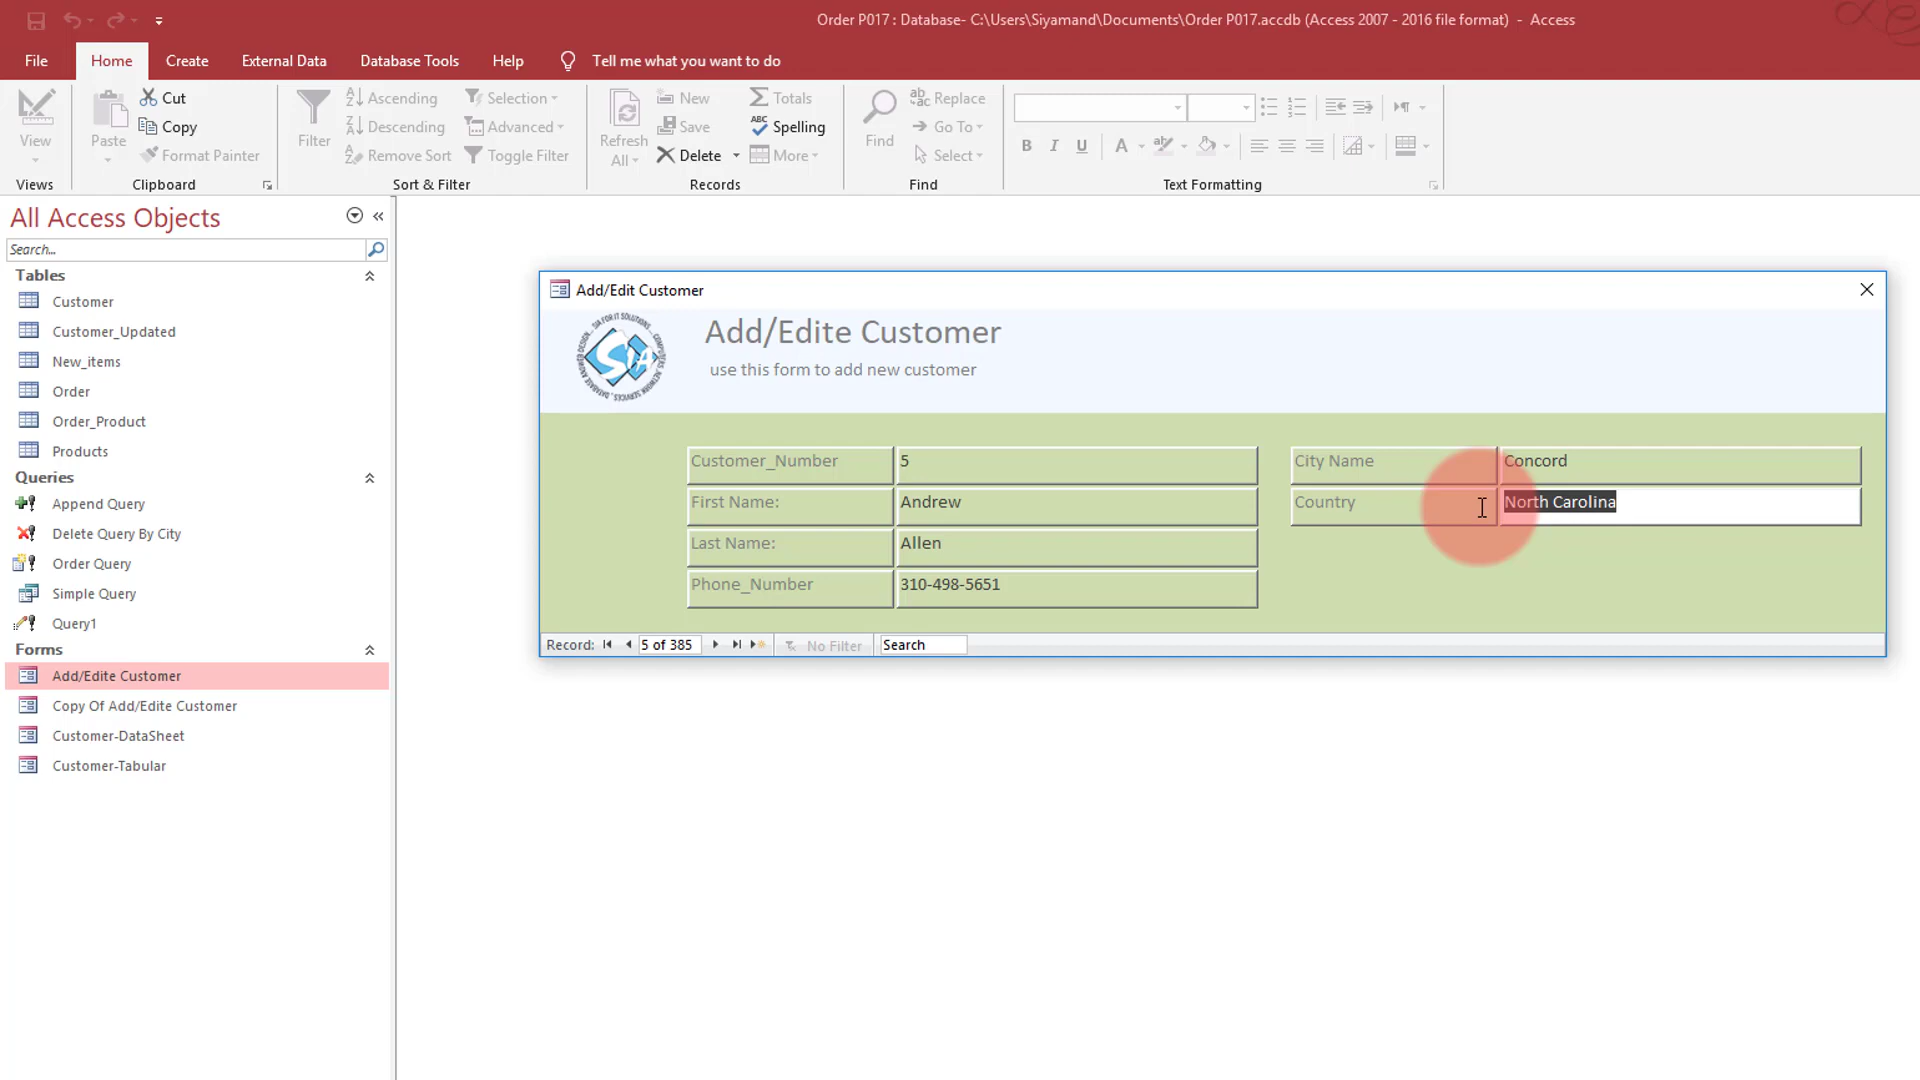 Order P017 : Database- C:\Users\Siyamand\Documents\Order P017.accdb (Access 2007 - 2016 file format) - Access
File Home Create External Data Database Tools Help Tell me what you want to do
View
Paste
Cut
Copy
Format Painter
Filter
Ascending
Descending
Remove Sort
Selection
Advanced
Toggle Filter
Refresh All
New
Save
Delete
Totals
Spelling
More
Find
Replace
Go To
Select
B I U A
Views Clipboard Sort & Filter Records Find Text Formatting
All Access Objects
Search...
Tables
Customer
Customer_Updated
New_items
Order
Order_Product
Products
Queries
Append Query
Delete Query By City
Order Query
Simple Query
Query1
Forms
Add/Edite Customer
Copy Of Add/Edite Customer
Customer-DataSheet
Customer-Tabular
Add/Edit Customer
SIA
Add/Edite Customer
use this form to add new customer
Customer_Number 5
First Name: Andrew
Last Name: Allen
Phone_Number 310-498-5651
City Name Concord
Country North Carolina
Record: 5 of 385 No Filter Search